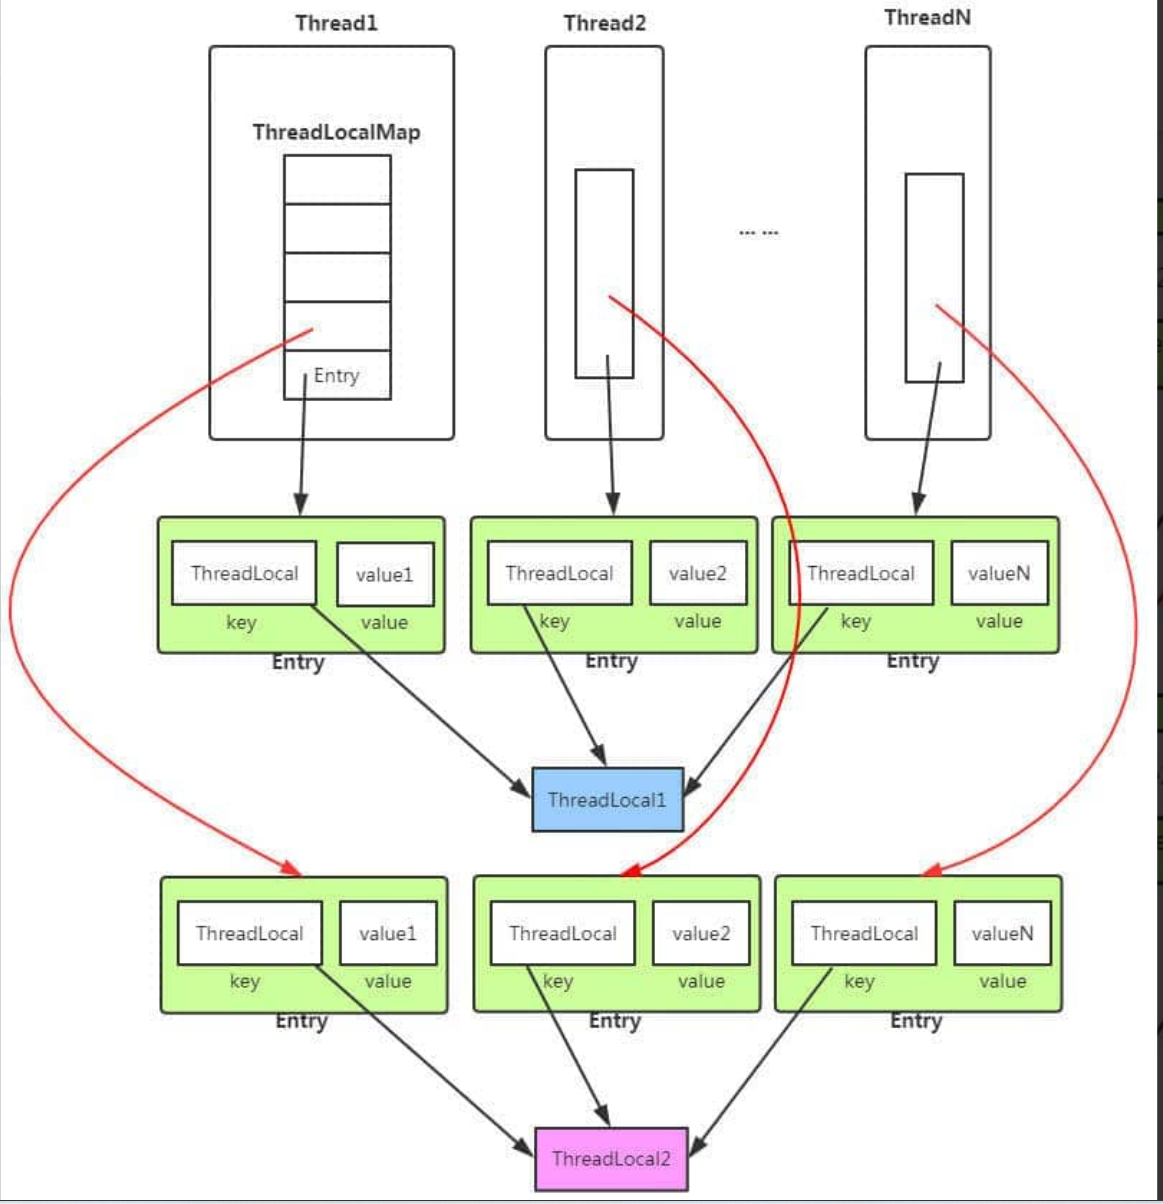 Thread1
Thread2
ThreadN
ThreadLocalMap
... ...
Entry
ThreadLocal
value1
key
value
Entry
ThreadLocal
value2
key
value
Entry
ThreadLocal
valueN
key
value
Entry
ThreadLocal1
ThreadLocal
value1
key
value
Entry
ThreadLocal
value2
key
value
Entry
ThreadLocal
valueN
key
value
Entry
ThreadLocal2